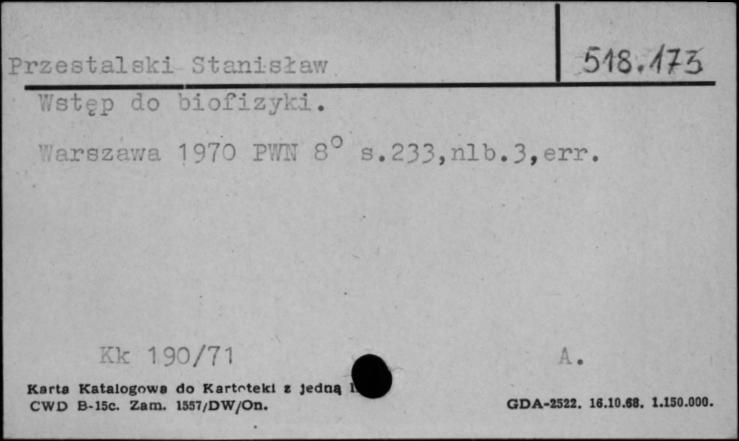 Przestalski Stanisław
518.173
Wstęp do biofizyki.
Warszawa 1970 PWN 8° s.233,nlb.3,err.
Kk 190/71
A.
Karta Katalogowa do Kartoteki z jedną
CWD B-15c. Zam. 1557/DW/On.
GDA-2522. 16.10.68. 1.150.000.